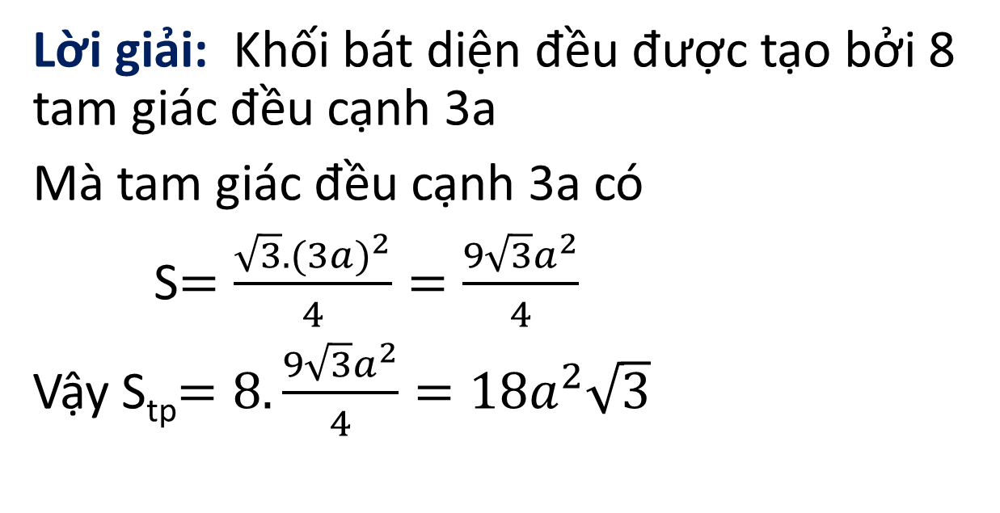 Lời giải: Khối bát diện đều được tạo bởi 8
tam giác đều cạnh 3a
Mà tam giác đều cạnh 3a có
S= \frac{\sqrt{3}.(3a)^2}{4} = \frac{9\sqrt{3}a^2}{4}
Vậy S_{tp}= 8. \frac{9\sqrt{3}a^2}{4} = 18a^2\sqrt{3}